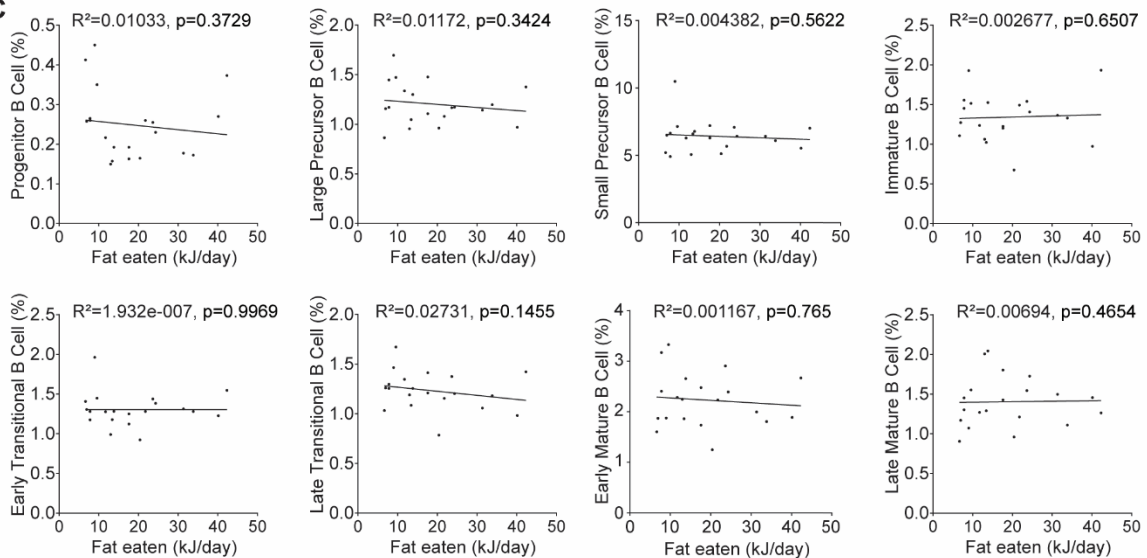 C
R²=0.01033, p=0.3729
Progenitor B Cell (%)
0.5
0.4
0.3
0.2
0.1
0.0
0 10 20 30 40 50
Fat eaten (kJ/day)
R²=0.01172, p=0.3424
Large Precursor B Cell (%)
2.0
1.5
1.0
0.5
0.0
0 10 20 30 40 50
Fat eaten (kJ/day)
R²=0.004382, p=0.5622
Small Precursor B Cell (%)
15
10
5
0
0 10 20 30 40 50
Fat eaten (kJ/day)
R²=0.002677, p=0.6507
Immature B Cell (%)
2.5
2.0
1.5
1.0
0.5
0.0
0 10 20 30 40 50
Fat eaten (kJ/day)
R²=1.932e-007, p=0.9969
Early Transitional B Cell (%)
2.5
2.0
1.5
1.0
0.5
0.0
0 10 20 30 40 50
Fat eaten (kJ/day)
R²=0.02731, p=0.1455
Late Transitional B Cell (%)
2.0
1.5
1.0
0.5
0.0
0 10 20 30 40 50
Fat eaten (kJ/day)
R²=0.001167, p=0.765
Early Mature B Cell (%)
4
3
2
1
0
0 10 20 30 40 50
Fat eaten (kJ/day)
R²=0.00694, p=0.4654
Late Mature B Cell (%)
2.5
2.0
1.5
1.0
0.5
0.0
0 10 20 30 40 50
Fat eaten (kJ/day)